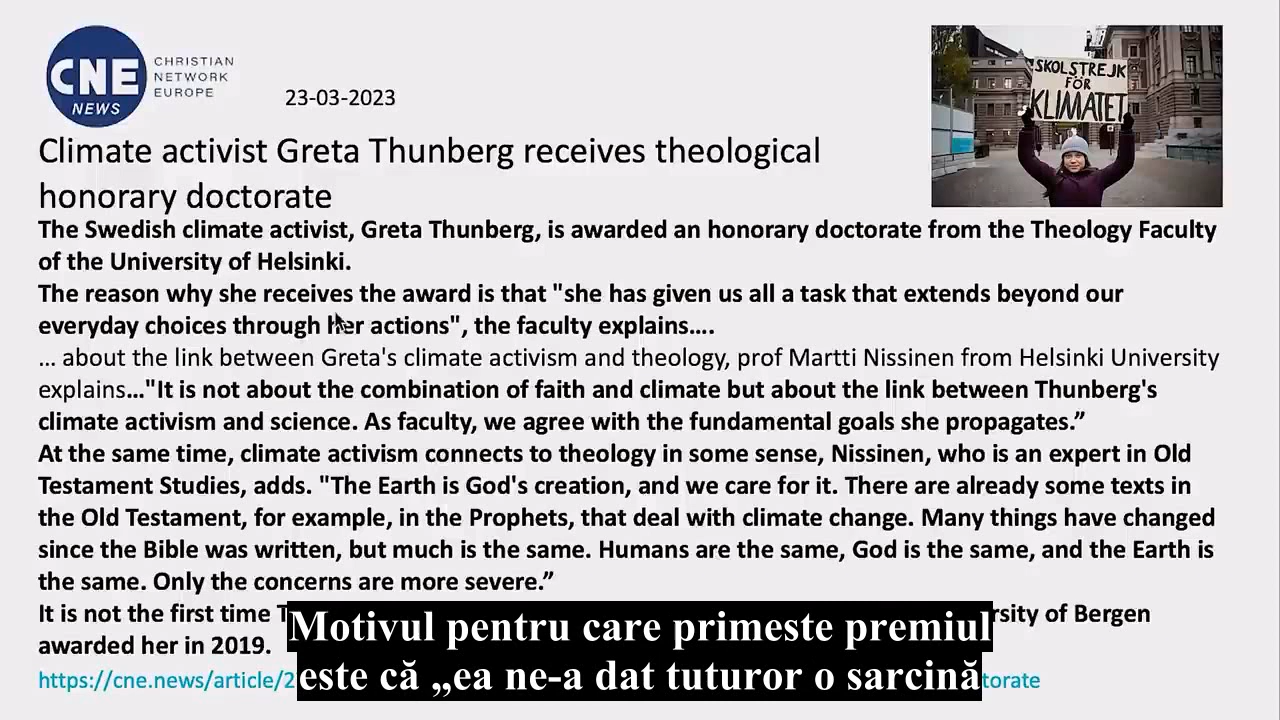 CNE
NEWS
CHRISTIAN
NETWORK
EUROPE
23-03-2023
SKOLSTREJK
FÖR
KLIMATET
Climate activist Greta Thunberg receives theological
honorary doctorate
The Swedish climate activist, Greta Thunberg, is awarded an honorary doctorate from the Theology Faculty
of the University of Helsinki.
The reason why she receives the award is that "she has given us all a task that extends beyond our
everyday choices through her actions", the faculty explains….
… about the link between Greta's climate activism and theology, prof Martti Nissinen from Helsinki University
explains…"It is not about the combination of faith and climate but about the link between Thunberg's
climate activism and science. As faculty, we agree with the fundamental goals she propagates.”
At the same time, climate activism connects to theology in some sense, Nissinen, who is an expert in Old
Testament Studies, adds. "The Earth is God's creation, and we care for it. There are already some texts in
the Old Testament, for example, in the Prophets, that deal with climate change. Many things have changed
since the Bible was written, but much is the same. Humans are the same, God is the same, and the Earth is
the same. Only the concerns are more severe.”
It is not the first time of Bergen
awarded her in 2019.
https://cne.news/article/
Motivul pentru care primeste premiul
este că „ea ne-a dat tuturor o sarcină